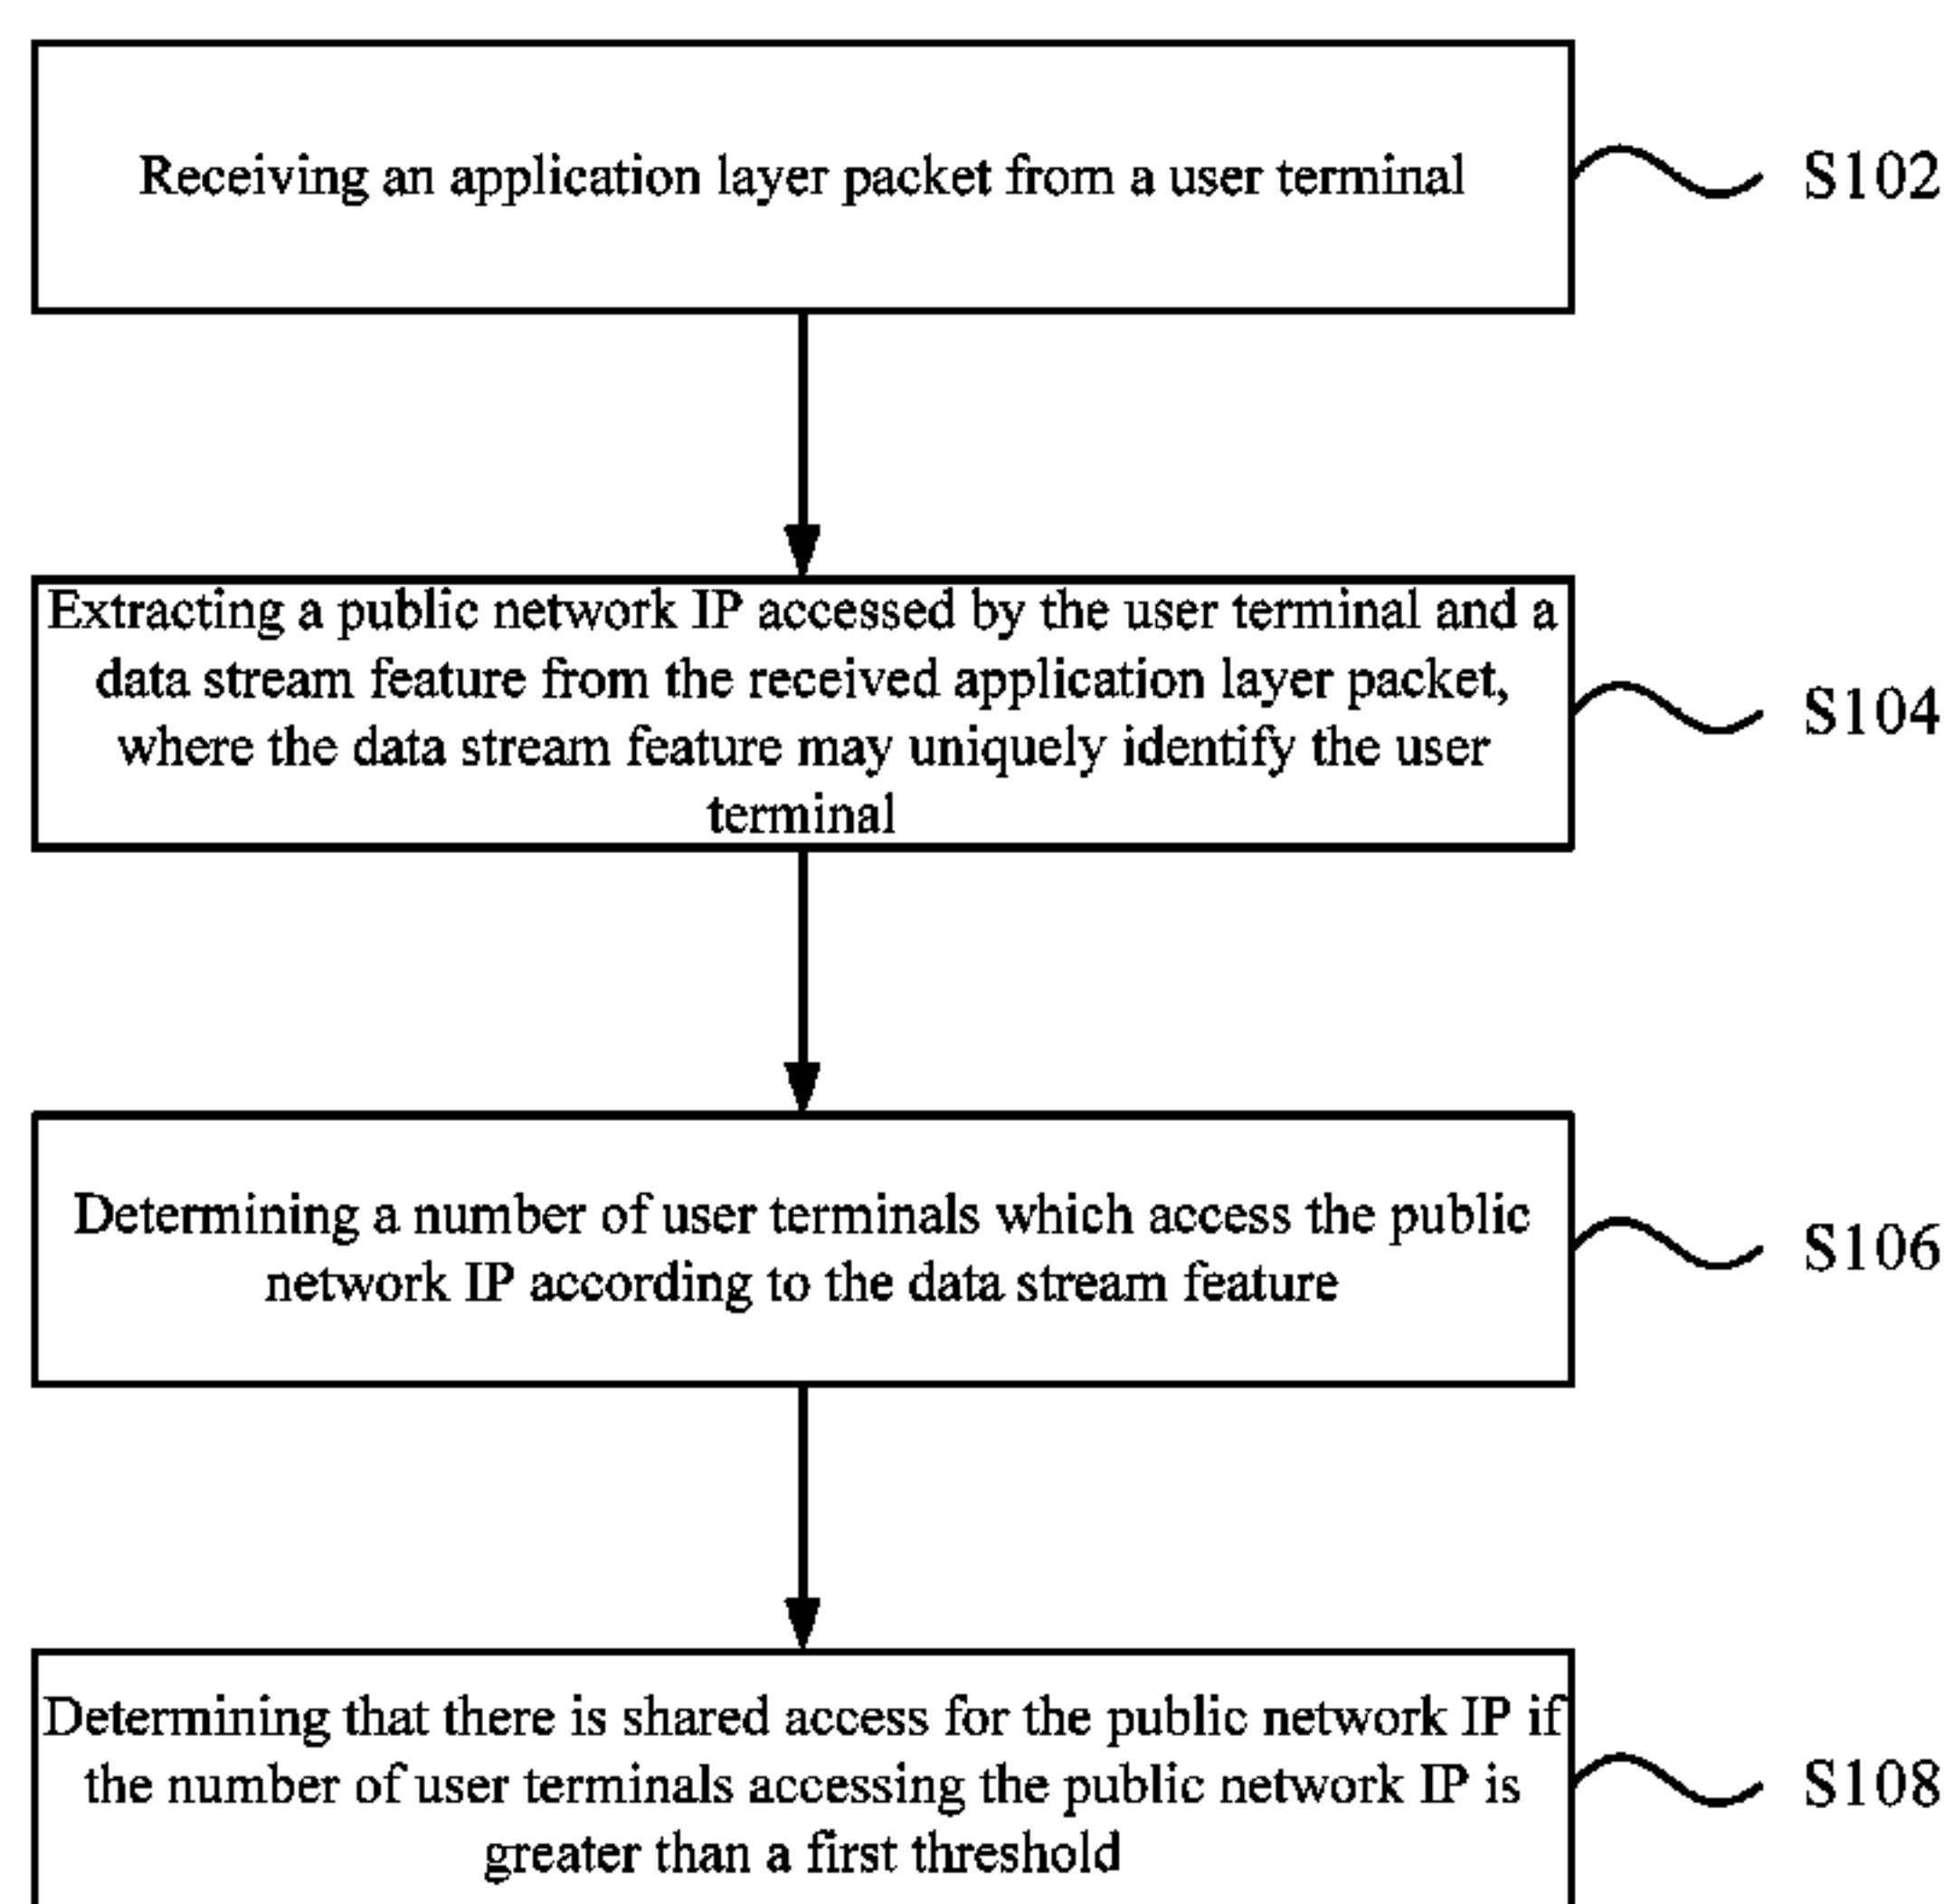 Receiving an application layer packet from a user terminal
S102
Extracting a public network IP accessed by the user terminal and a
data stream feature from the received application layer packet,
where the data stream feature may uniquely identify the user
terminal
S104
Determining a number of user terminals which access the public
network IP according to the data stream feature
S106
Determining that there is shared access for the public network IP if
the number of user terminals accessing the public network IP is
greater than a first threshold
S108